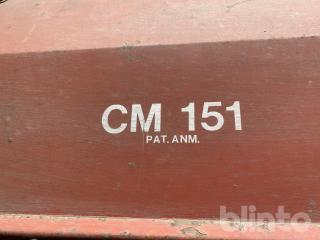 CM 151
PAT. ANM.
blinto